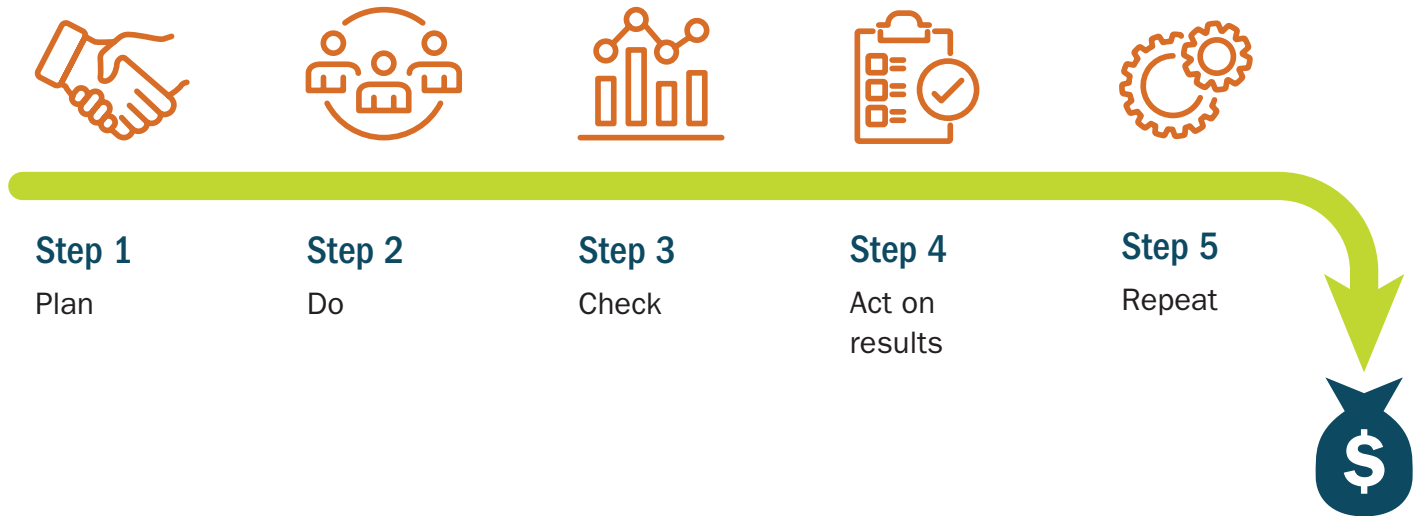 Step 1
Plan
Step 2
Do
Step 3
Check
Step 4
Act on
results
Step 5
Repeat
$